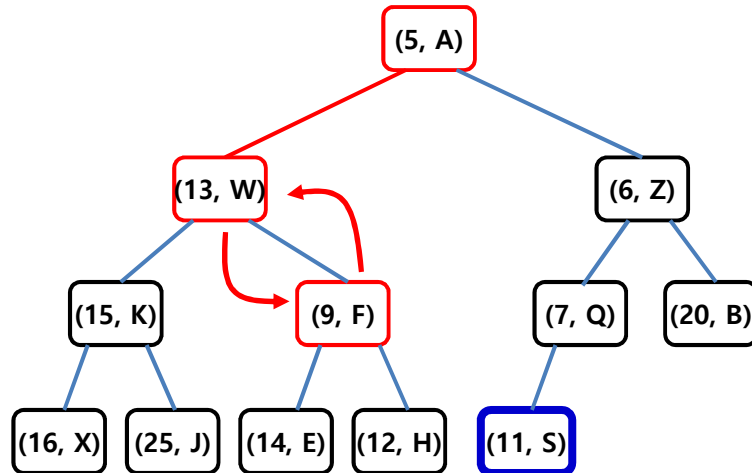 (5, A)
(13, W)
(6, Z)
(15, K)
(9, F)
(7, Q)
(20, B)
(16, X)
(25, J)
(14, E)
(12, H)
(11, S)